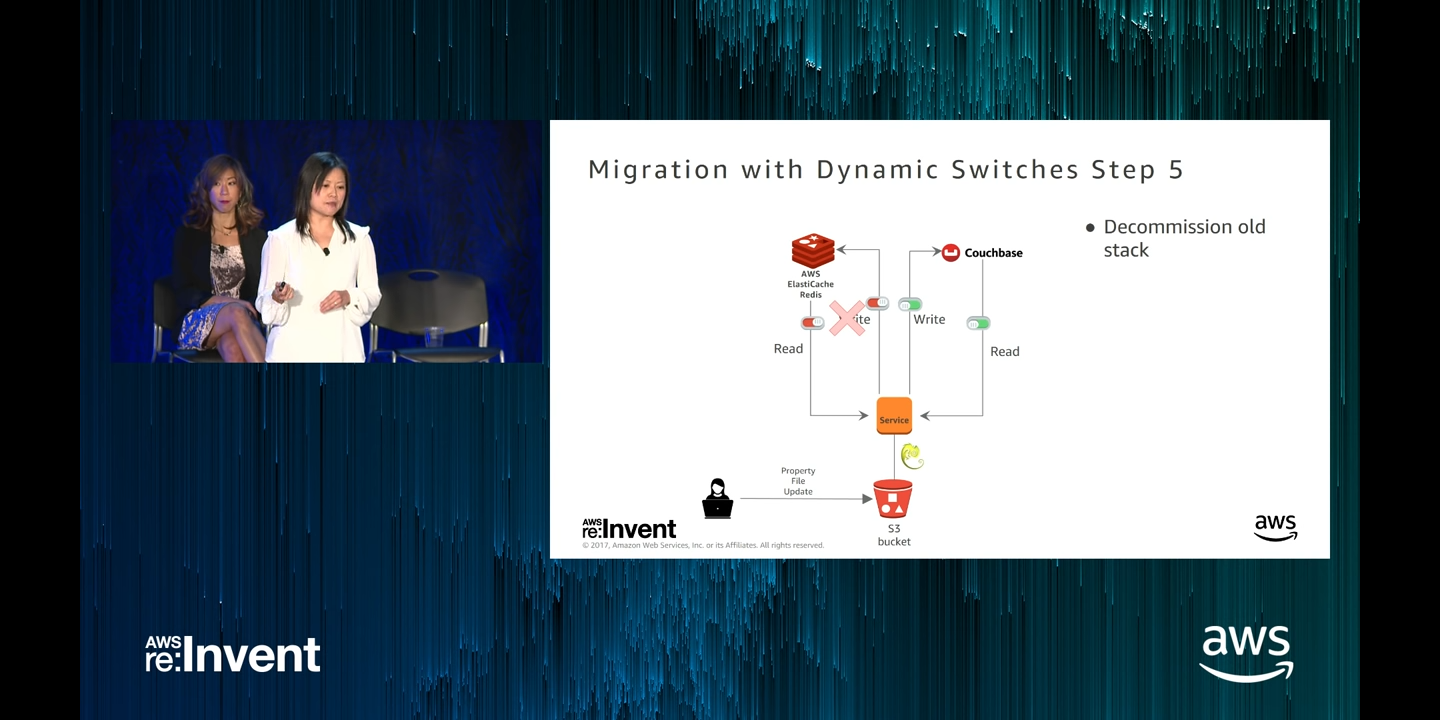 Migration with Dynamic Switches Step 5
● Decommission old
stack
AWS
ElastiCache
Redis
Couchbase
Write
Read
Read
Service
Property
File
Update
S3
bucket
AWS
re:Invent
© 2017, Amazon Web Services, Inc. or its Affiliates. All rights reserved.
aws
AWS
re:Invent
aws